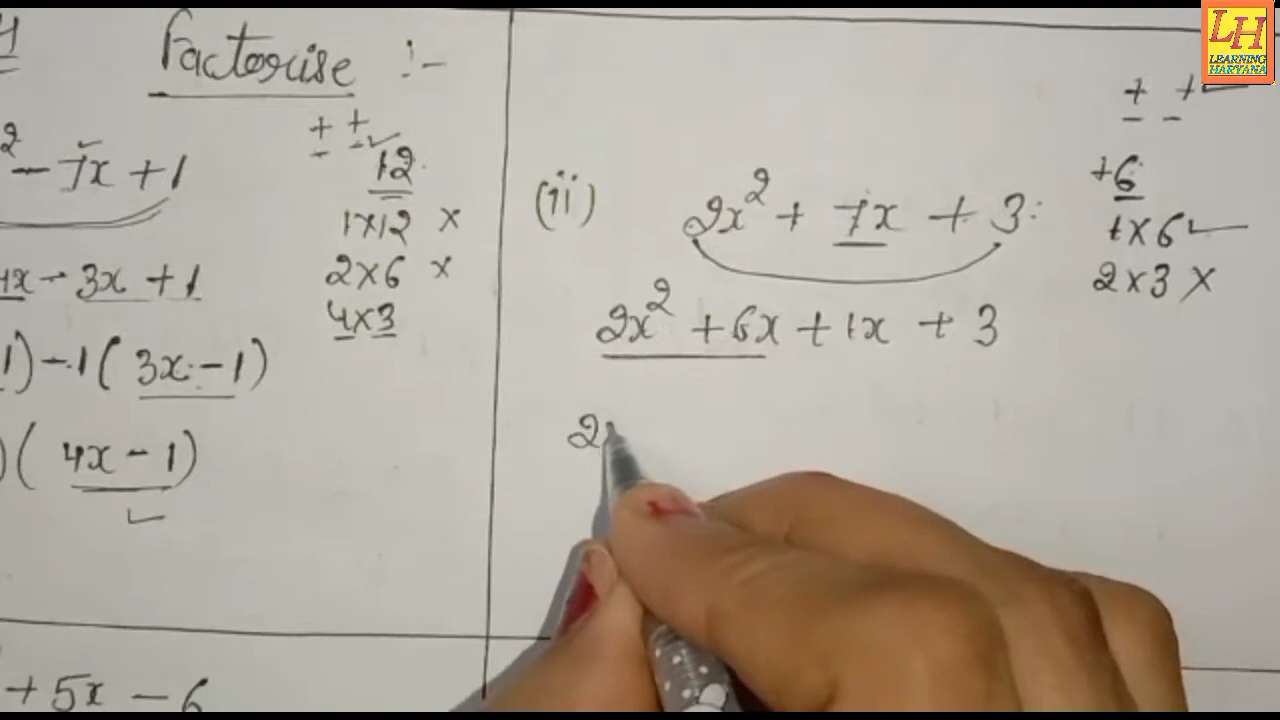 Factorise :-
2 - 7x + 1
4x - 3x + 1
1) - 1 ( 3x - 1 )
) ( 4x - 1 )
+ +
- -
12
1 x 12 x
2 x 6 x
4 x 3
+ 5x - 6
(ii) 2x² + 7x + 3
2x² + 6x + 1x + 3
2
+ +
- -
+6
1 x 6
2 x 3 x
LH
LEARNING
HARYANA